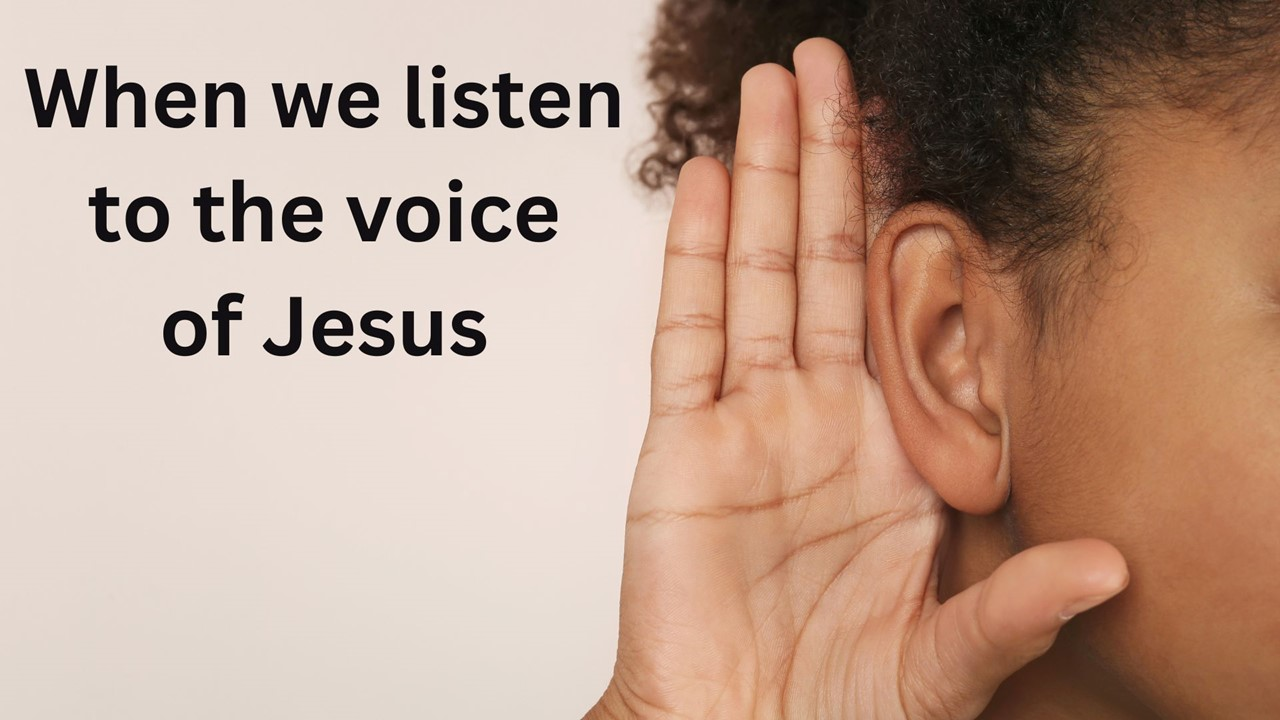 When we listen
to the voice
of Jesus